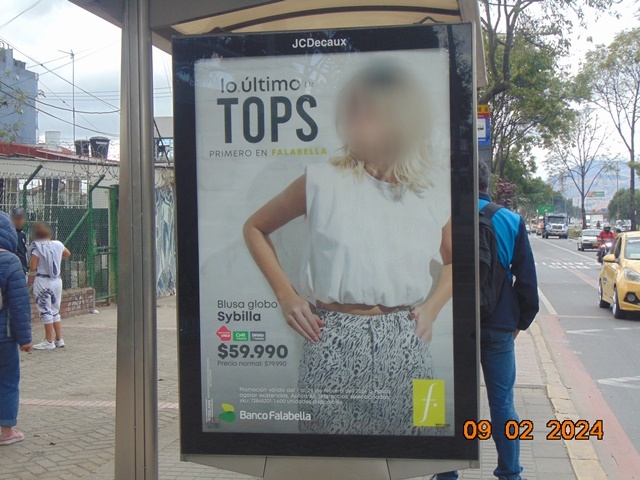 JCDecaux
lo último en
TOPS
PRIMERO EN FALABELLA
Blusa globo
Sybilla
$59.990
Precio normal: $79.990
Banco Falabella
f
09 02 2024